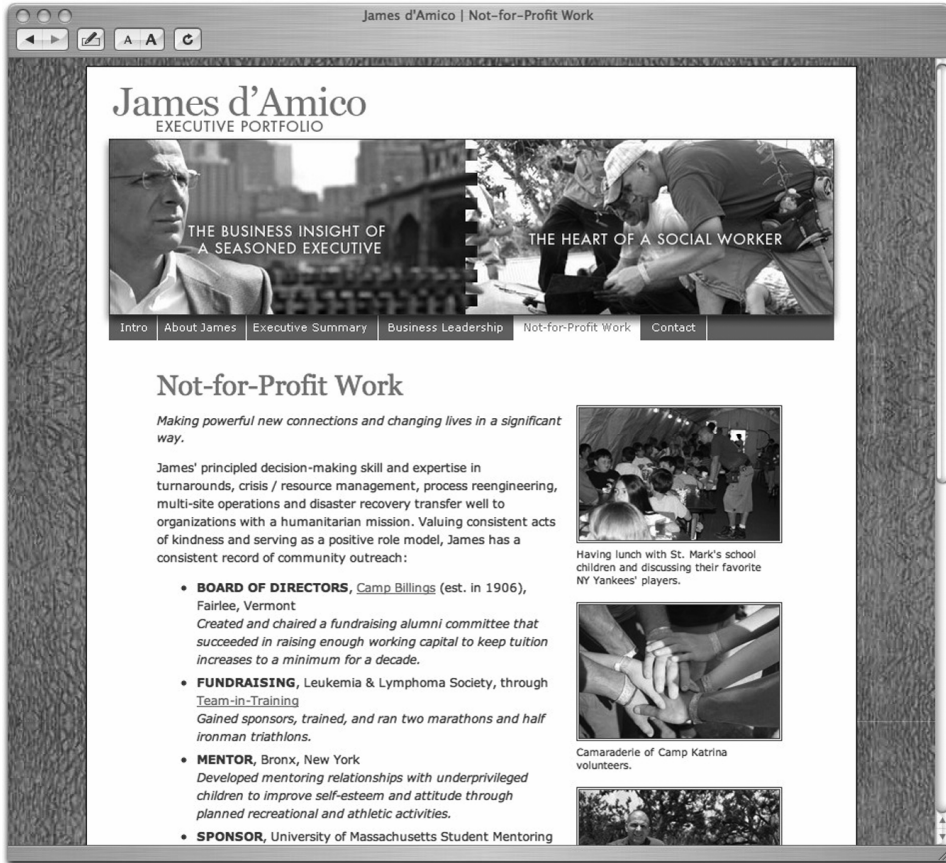 James d'Amico | Not-for-Profit Work
A A
James d'Amico
EXECUTIVE PORTFOLIO
THE BUSINESS INSIGHT OF
A SEASONED EXECUTIVE
THE HEART OF A SOCIAL WORKER
Intro About James Executive Summary Business Leadership Not-for-Profit Work Contact
Not-for-Profit Work
Making powerful new connections and changing lives in a significant
way.
James' principled decision-making skill and expertise in
turnarounds, crisis / resource management, process reengineering,
multi-site operations and disaster recovery transfer well to
organizations with a humanitarian mission. Valuing consistent acts
of kindness and serving as a positive role model, James has a
consistent record of community outreach:
• BOARD OF DIRECTORS, Camp Billings (est. in 1906),
Fairlee, Vermont
Created and chaired a fundraising alumni committee that
succeeded in raising enough working capital to keep tuition
increases to a minimum for a decade.
• FUNDRAISING, Leukemia & Lymphoma Society, through
Team-in-Training
Gained sponsors, trained, and ran two marathons and half
ironman triathlons.
• MENTOR, Bronx, New York
Developed mentoring relationships with underprivileged
children to improve self-esteem and attitude through
planned recreational and athletic activities.
• SPONSOR, University of Massachusetts Student Mentoring
Having lunch with St. Mark's school
children and discussing their favorite
NY Yankees' players.
Camaraderie of Camp Katrina
volunteers.